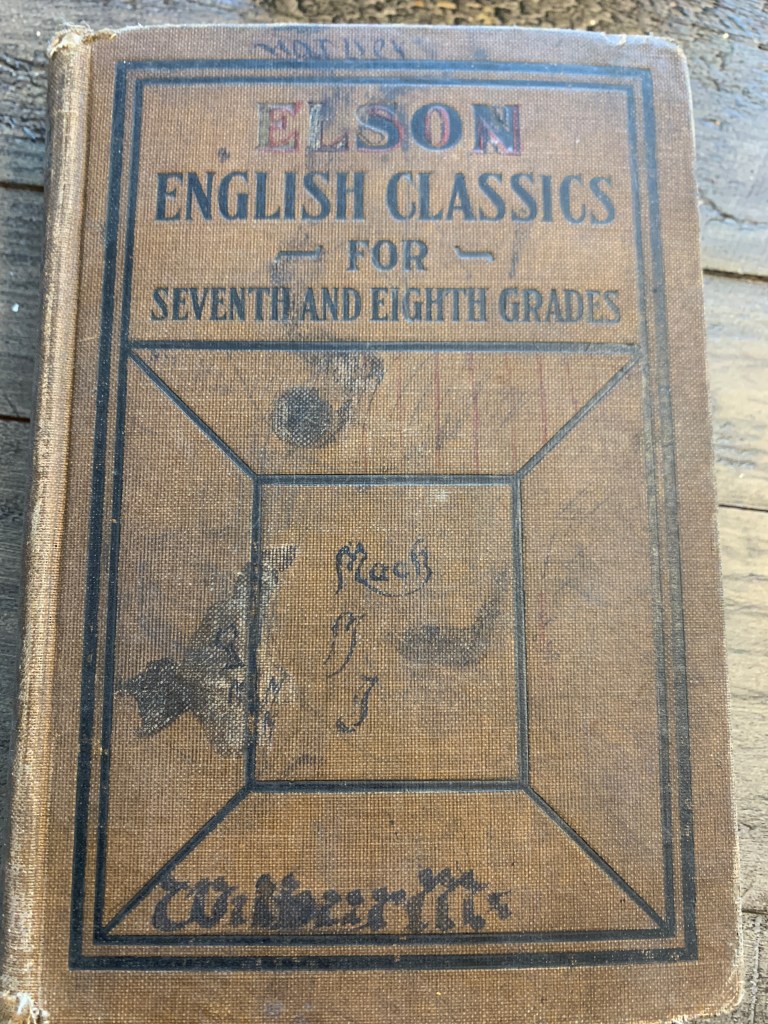 ELSON
ENGLISH CLASSICS
FOR
SEVENTH AND EIGHTH GRADES
Mack